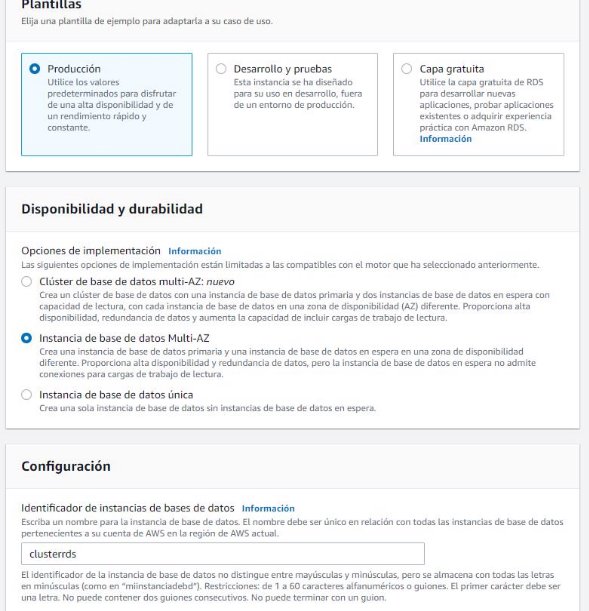 Plantillas
Elija una plantilla de ejemplo para adaptarla a su caso de uso.
Producción
Utilice los valores
predeterminados para disfrutar
de una alta disponibilidad y de
un rendimiento rápido y
constante.
Desarrollo y pruebas
Esta instancia se ha diseñado
para su uso en desarrollo, fuera
de un entorno de producción.
Capa gratuita
Utilice la capa gratuita de RDS
para desarrollar nuevas
aplicaciones, probar aplicaciones
existentes o adquirir experiencia
práctica con Amazon RDS.
Información
Disponibilidad y durabilidad
Opciones de implementación Información
Las siguientes opciones de implementación están limitadas a las compatibles con el motor que ha seleccionado anteriormente.
Clúster de base de datos multi-AZ: nuevo
Crea un clúster de base de datos con una instancia de base de datos primaria y dos instancias de base de datos en espera con
capacidad de lectura, con cada instancia de base de datos en una zona de disponibilidad (AZ) diferente. Proporciona alta
disponibilidad, redundancia de datos y aumenta la capacidad de incluir cargas de trabajo de lectura.
Instancia de base de datos Multi-AZ
Crea una instancia de base de datos primaria y una instancia de base de datos en espera en una zona de disponibilidad
diferente. Proporciona alta disponibilidad y redundancia de datos, pero la instancia de base de datos en espera no admite
conexiones para cargas de trabajo de lectura.
Instancia de base de datos única
Crea una sola instancia de base de datos sin instancias de base de datos en espera.
Configuración
Identificador de instancias de bases de datos Información
Escriba un nombre para la instancia de base de datos. El nombre debe ser único en relación con todas las instancias de base de datos
pertenecientes a su cuenta de AWS en la región de AWS actual.
clusterrds
El identificador de la instancia de base de datos no distingue entre mayúsculas y minúsculas, pero se almacena con todas las letras
en minúsculas (como en "miinstanciadebd"). Restricciones: de 1 a 60 caracteres alfanuméricos o guiones. El primer carácter debe ser
una letra. No puede contener dos guiones consecutivos. No puede terminar con un guion.